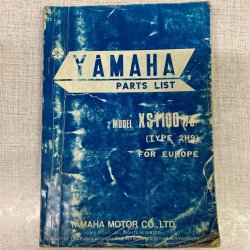 YAMAHA
PARTS LIST
MODEL XS1100
(TYPE 2H9)
FOR EUROPE
YAMAHA MOTOR CO., LTD.